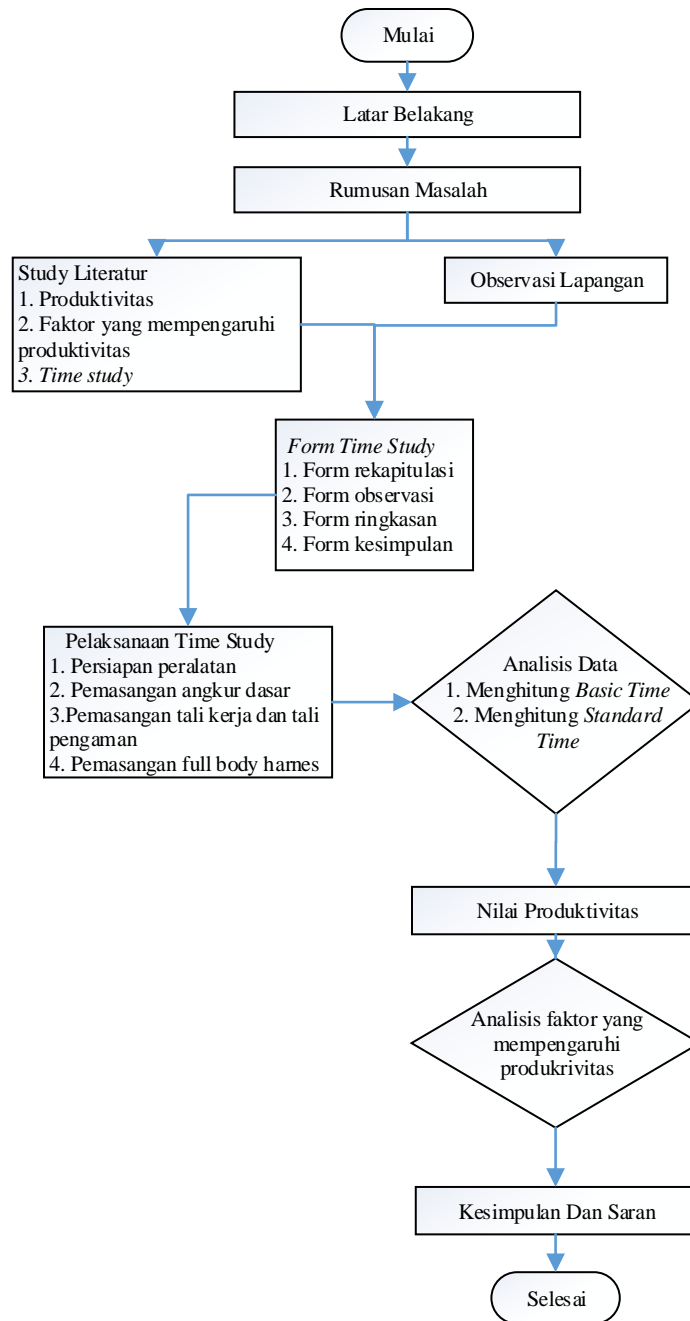 Mulai
Latar Belakang
Rumusan Masalah
Study Literatur
1. Produktivitas
2. Faktor yang mempengaruhi
produktivitas
3. Time study
Observasi Lapangan
Form Time Study
1. Form rekapitulasi
2. Form observasi
3. Form ringkasan
4. Form kesimpulan
Pelaksanaan Time Study
1. Persiapan peralatan
2. Pemasangan angkur dasar
3.Pemasangan tali kerja dan tali
pengaman
4. Pemasangan full body harnes
Analisis Data
1. Menghitung Basic Time
2. Menghitung Standard
Time
Nilai Produktivitas
Analisis faktor yang
mempengaruhi
produkrivitas
Kesimpulan Dan Saran
Selesai